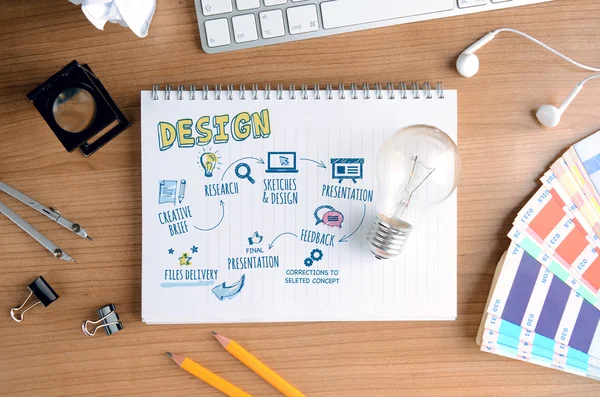 DESIGN
RESEARCH
SKETCHES
& DESIGN
PRESENTATION
CREATIVE
BRIEF
FEEDBACK
FINAL
PRESENTATION
CORRECTIONS TO
SELETED CONCEPT
FILES DELIVERY